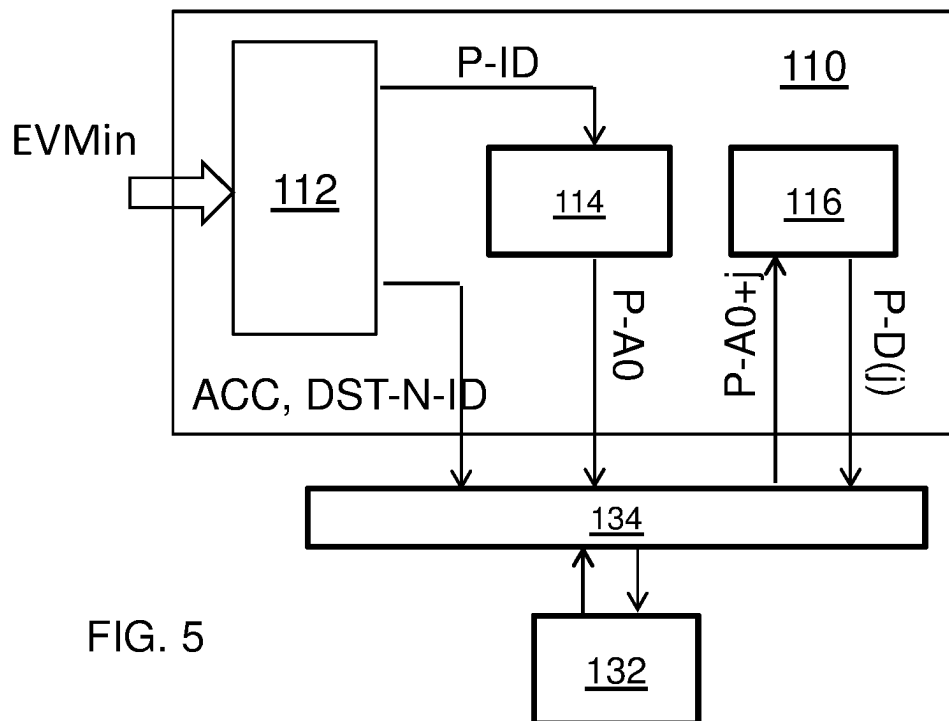 P-ID
110
EVMin
112
114
116
P-A0
P-A0+j
P-D(j)
ACC, DST-N-ID
134
FIG. 5
132